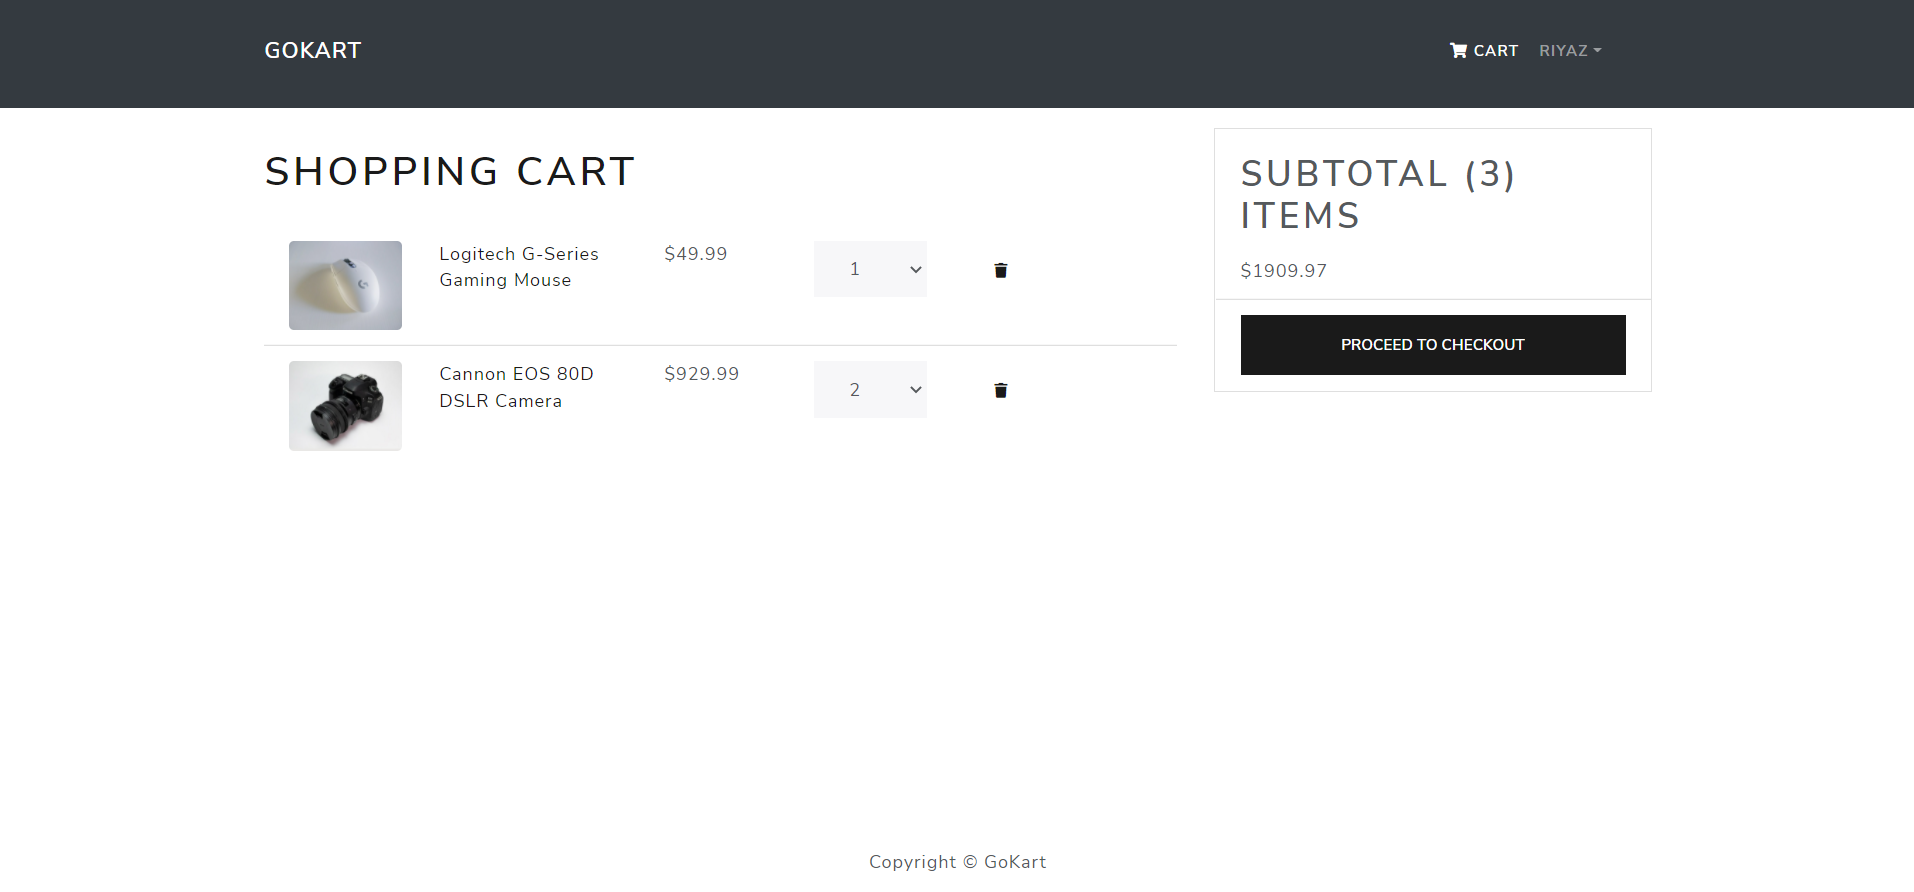 GOKART
CART RIYAZ
SHOPPING CART
Logitech G-Series
Gaming Mouse
$49.99
1
Cannon EOS 80D
DSLR Camera
$929.99
2
SUBTOTAL (3)
ITEMS
$1909.97
PROCEED TO CHECKOUT
Copyright © GoKart